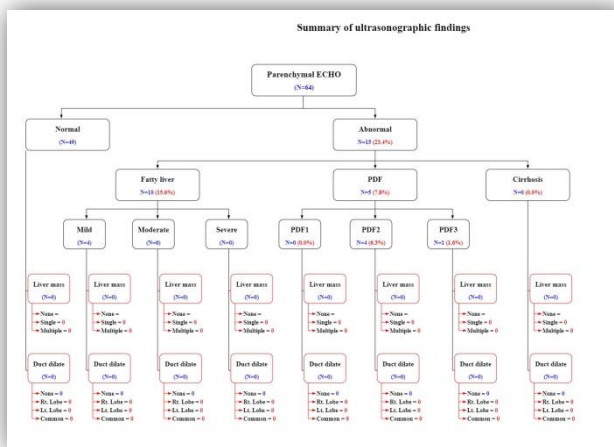 Summary of ultrasonographic findings
Parenchymal ECHO
(N=64)
Normal
(N=49)
Abnormal
N=15 (23.4%)
Fatty liver
N=10 (15.6%)
PDF
N=5 (7.8%)
Cirrhosis
N=0 (0.0%)
Mild
(N=4)
Moderate
(N=6)
Severe
(N=0)
PDF1
N=0 (0.0%)
PDF2
N=4 (6.3%)
PDF3
N=1 (1.6%)
Liver mass
(N=0)
None =
Single = 0
Multiple = 0
Liver mass
(N=0)
None =
Single = 0
Multiple = 0
Liver mass
(N=0)
None =
Single = 0
Multiple = 0
Liver mass
(N=0)
None =
Single = 0
Multiple = 0
Liver mass
(N=0)
None =
Single = 0
Multiple = 0
Liver mass
(N=0)
None =
Single = 0
Multiple = 0
Liver mass
(N=0)
None =
Single = 0
Multiple = 0
Liver mass
(N=0)
None =
Single = 0
Multiple = 0
Duct dilate
(N=0)
None = 0
Rt. Lobe = 0
Lt. Lobe = 0
Common = 0
Duct dilate
(N=0)
None = 0
Rt. Lobe = 0
Lt. Lobe = 0
Common = 0
Duct dilate
(N=0)
None = 0
Rt. Lobe = 0
Lt. Lobe = 0
Common = 0
Duct dilate
(N=0)
None = 0
Rt. Lobe = 0
Lt. Lobe = 0
Common = 0
Duct dilate
(N=0)
None = 0
Rt. Lobe = 0
Lt. Lobe = 0
Common = 0
Duct dilate
(N=0)
None = 0
Rt. Lobe = 0
Lt. Lobe = 0
Common = 0
Duct dilate
(N=0)
None = 0
Rt. Lobe = 0
Lt. Lobe = 0
Common = 0
Duct dilate
(N=0)
None = 0
Rt. Lobe = 0
Lt. Lobe = 0
Common = 0